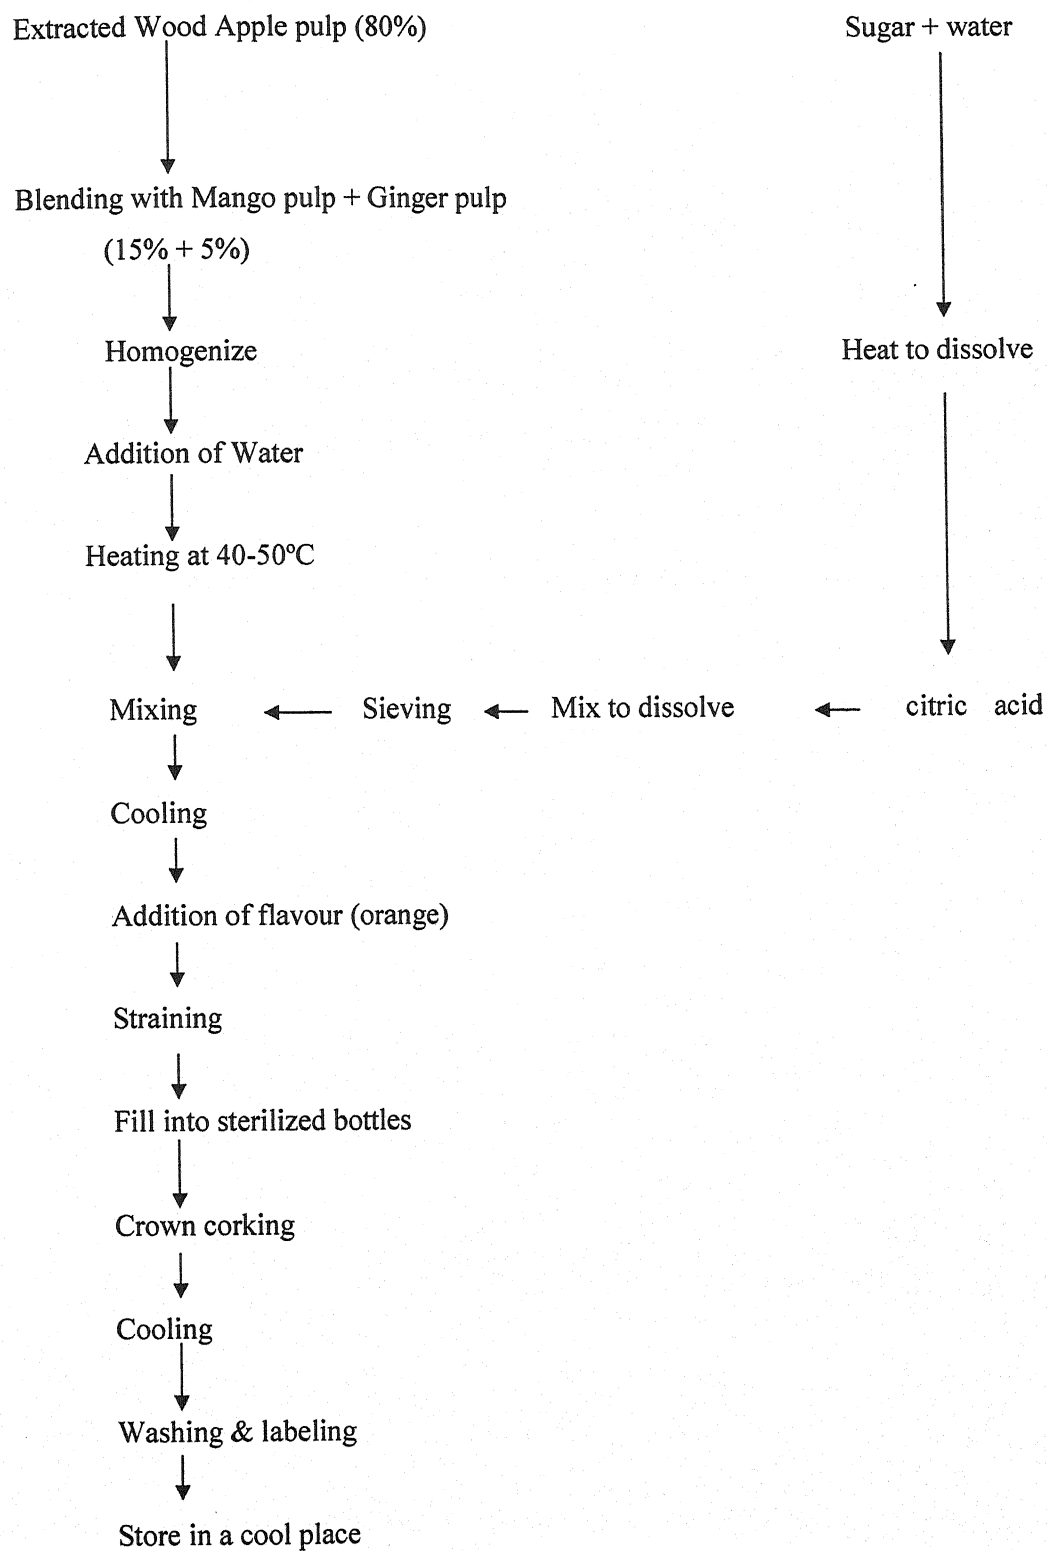 Extracted Wood Apple pulp (80%)
Sugar + water
Blending with Mango pulp + Ginger pulp
(15% + 5%)
Homogenize
Heat to dissolve
Addition of Water
Heating at 40-50ºC
Mixing
Sieving
Mix to dissolve
citric acid
Cooling
Addition of flavour (orange)
Straining
Fill into sterilized bottles
Crown corking
Cooling
Washing & labeling
Store in a cool place